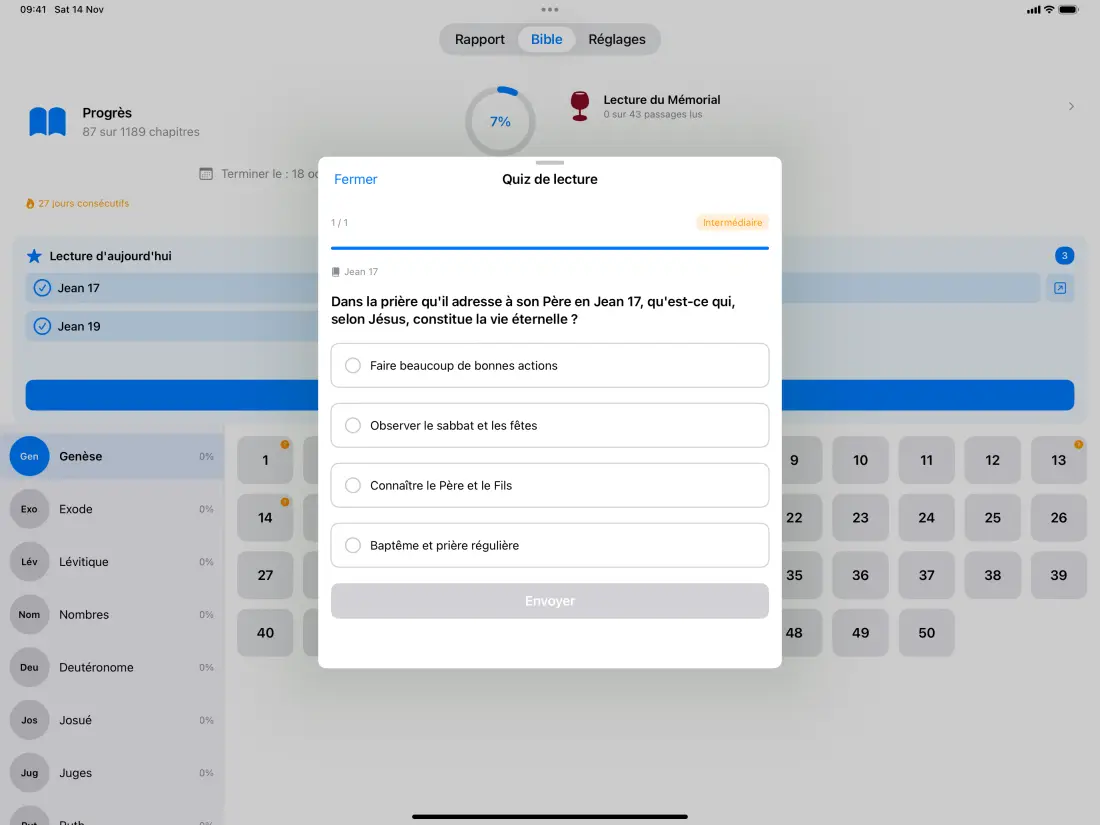 09:41 Sat 14 Nov
Rapport
Bible
Réglages
Progrès
87 sur 1189 chapitres
7%
Lecture du Mémorial
0 sur 43 passages lus
Terminer le : 18
27 jours consécutifs
Lecture d'aujourd'hui
3
Jean 17
Jean 19
Fermer
Quiz de lecture
1 / 1
Intermédiaire
Jean 17
Dans la prière qu'il adresse à son Père en Jean 17, qu'est-ce qui,
selon Jésus, constitue la vie éternelle ?
Faire beaucoup de bonnes actions
Observer le sabbat et les fêtes
Connaître le Père et le Fils
Baptême et prière régulière
Envoyer
Gen Genèse 0%
Exo Exode 0%
Lév Lévitique 0%
Nom Nombres 0%
Deu Deutéronome 0%
Jos Josué 0%
Jug Juges 0%
1 9 10 11 12 13
14 22 23 24 25 26
27 35 36 37 38 39
40 48 49 50